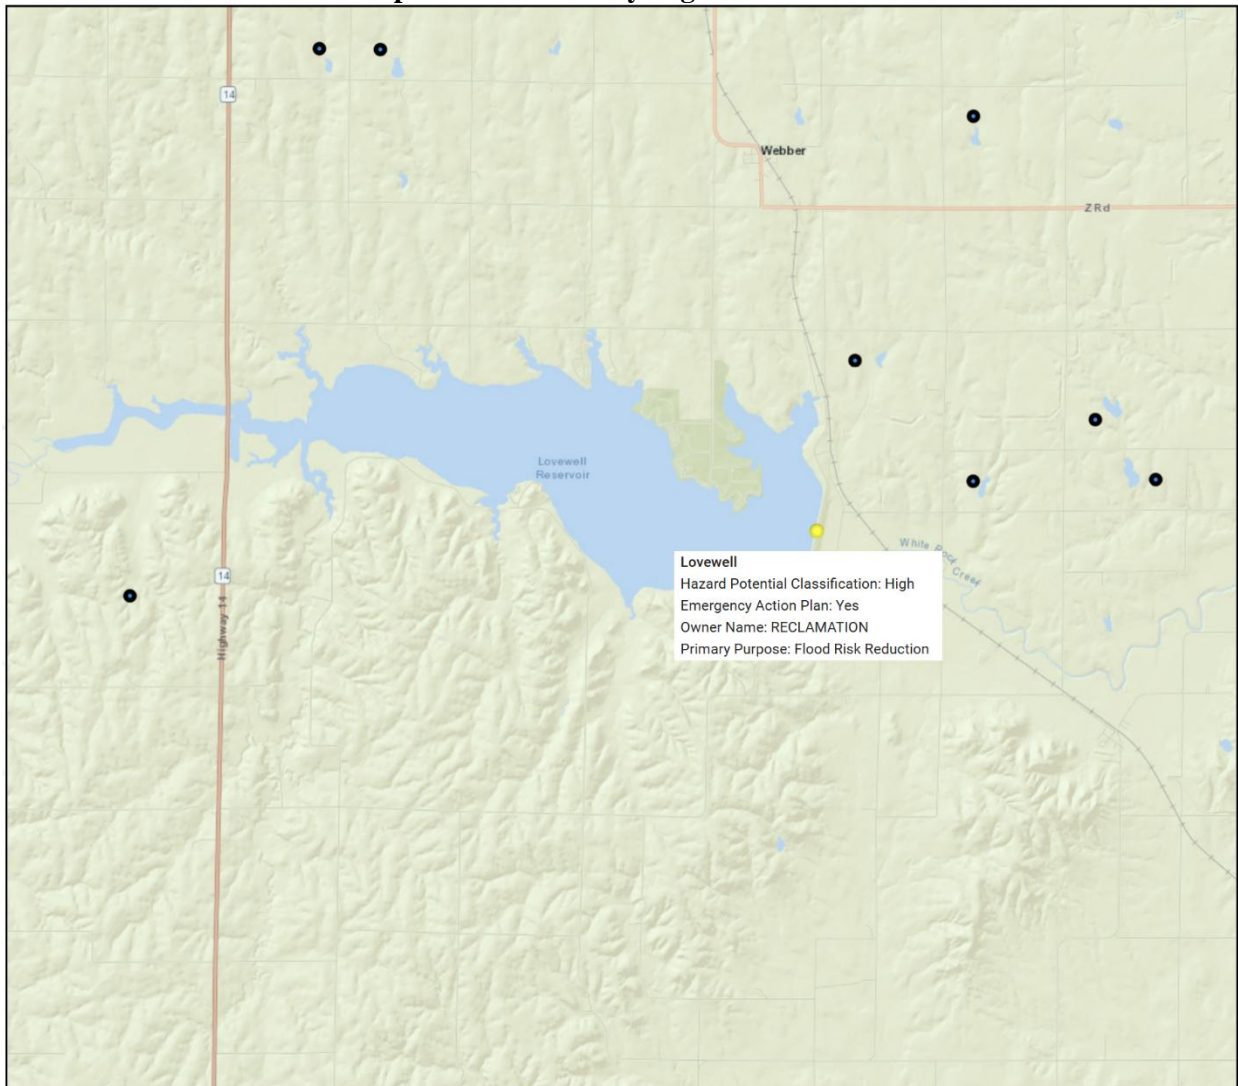 14
Webber
Z Rd
Lovewell
Reservoir
White Rock
Creek
Lovewell
Hazard Potential Classification: High
Emergency Action Plan: Yes
Owner Name: RECLAMATION
Primary Purpose: Flood Risk Reduction
14
Highway 14